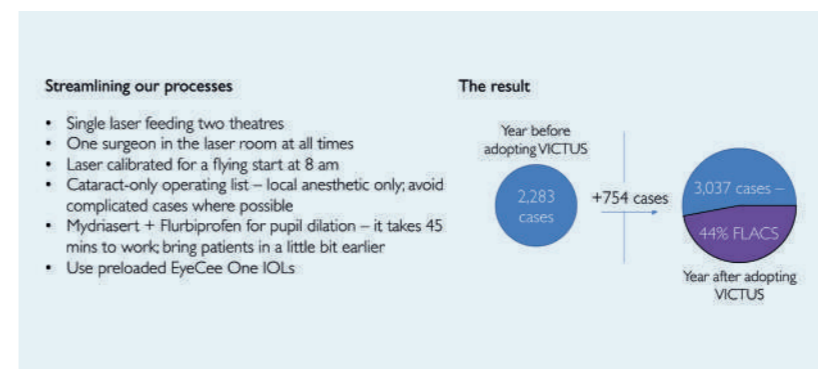 Streamlining our processes
• Single laser feeding two theatres
• One surgeon in the laser room at all times
• Laser calibrated for a flying start at 8 am
• Cataract-only operating list – local anesthetic only; avoid
complicated cases where possible
• Mydriasert + Flurbiprofen for pupil dilation – it takes 45
mins to work; bring patients in a little bit earlier
• Use preloaded EyeCee One IOLs
The result
Year before
adopting VICTUS
2,283
cases
+754 cases
3,037 cases –
44% FLACS
Year after adopting
VICTUS